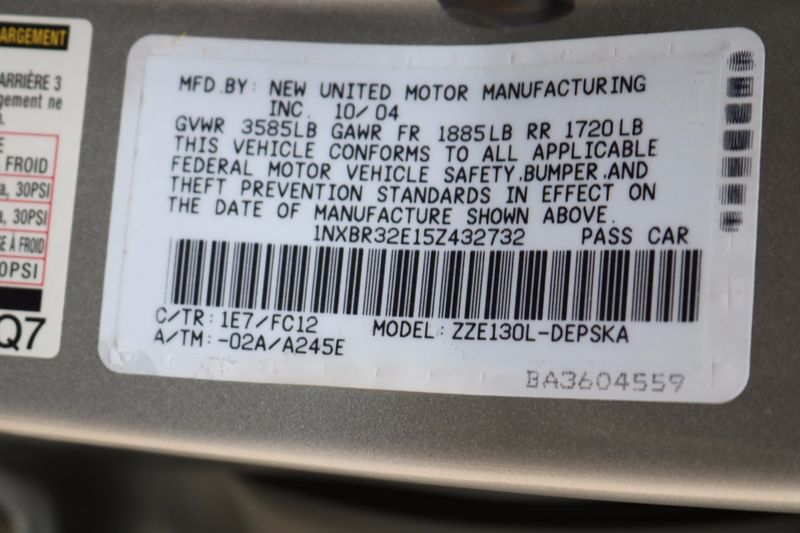 ARGEMENT
ARRIÈRE 3
gement ne
FROID
a, 30PSI
a, 30PSI
GE À FROID
0PSI
Q7
MFD.BY: NEW UNITED MOTOR MANUFACTURING
INC. 10/04
GVWR 3585LB GAWR FR 1885LB RR 1720LB
THIS VEHICLE CONFORMS TO ALL APPLICABLE
FEDERAL MOTOR VEHICLE SAFETY.BUMPER.AND
THEFT PREVENTION STANDARDS IN EFFECT ON
THE DATE OF MANUFACTURE SHOWN ABOVE.
1NXBR32E15Z432732 PASS CAR
C/TR: 1E7/FC12 MODEL: ZZE130L-DEPSKA
A/TM: -02A/A245E
BA3604559